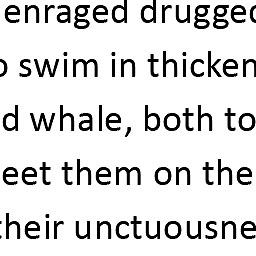 enraged drugged
o swim in thicken
d whale, both to
eet them on the
their unctuousne